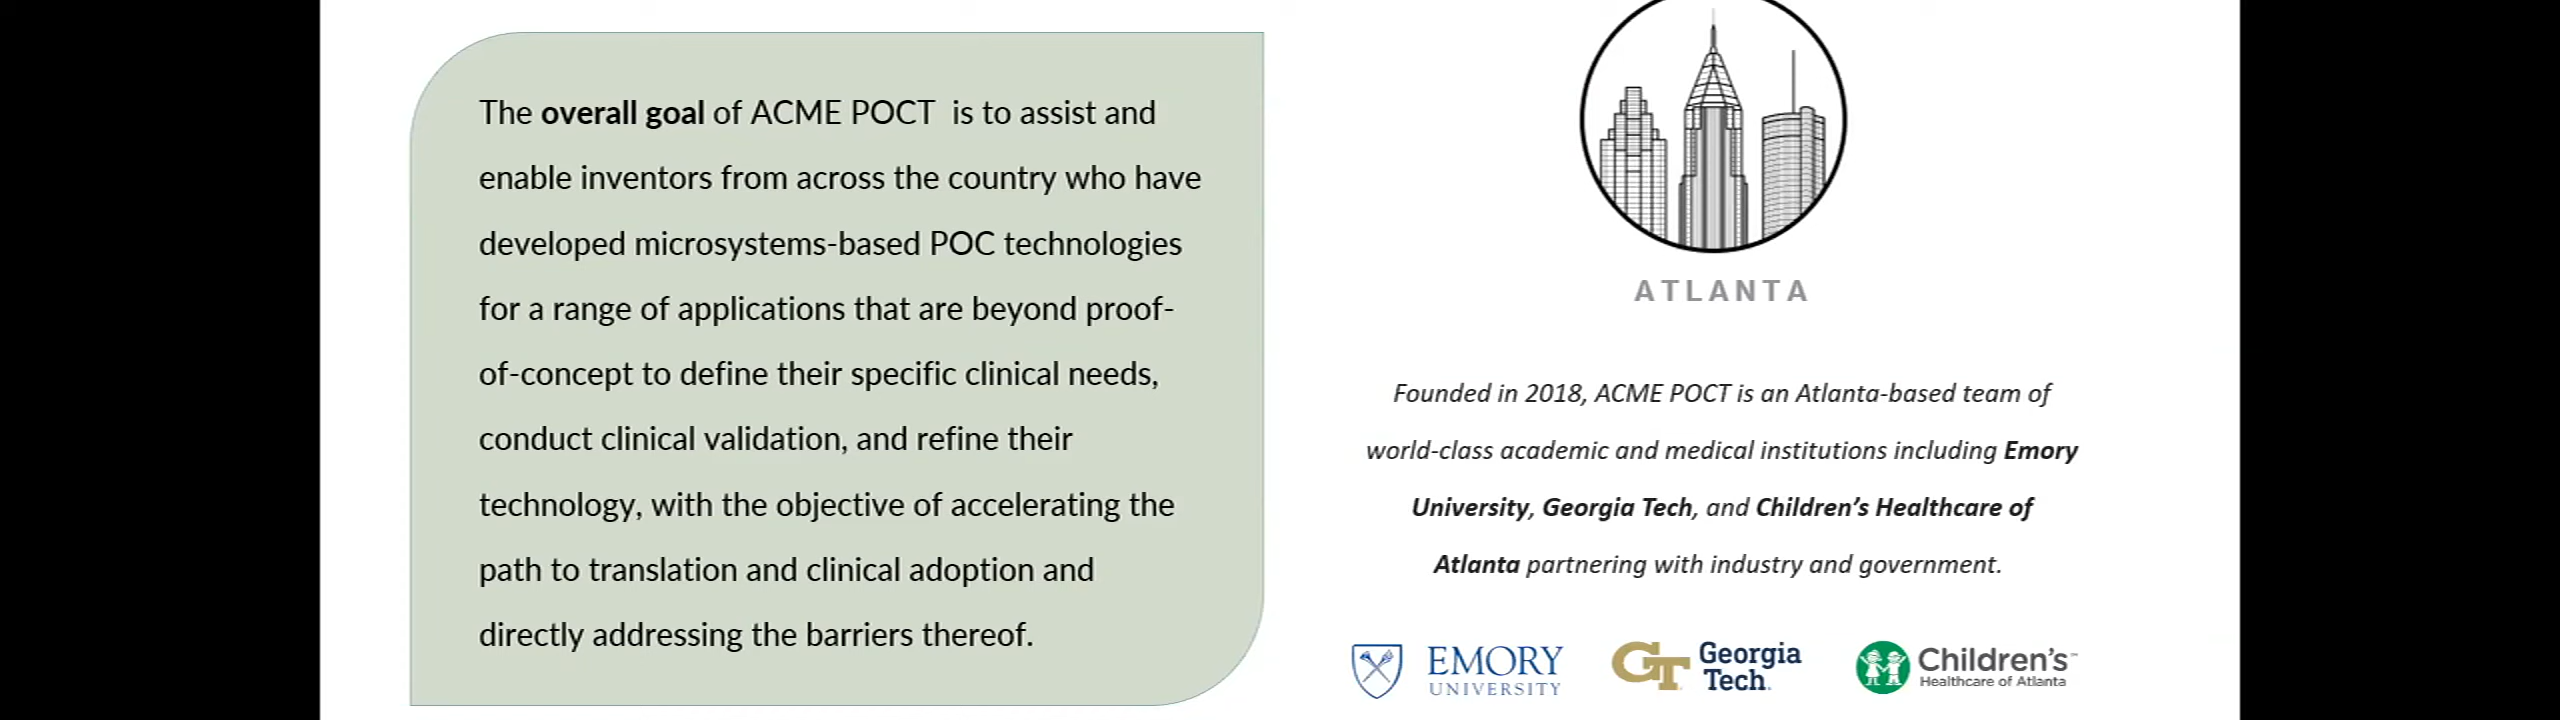 The overall goal of ACME POCT is to assist and
enable inventors from across the country who have
developed microsystems-based POC technologies
for a range of applications that are beyond proof-
of-concept to define their specific clinical needs,
conduct clinical validation, and refine their
technology, with the objective of accelerating the
path to translation and clinical adoption and
directly addressing the barriers thereof.
ATLANTA
Founded in 2018, ACME POCT is an Atlanta-based team of
world-class academic and medical institutions including Emory
University, Georgia Tech, and Children's Healthcare of
Atlanta partnering with industry and government.
EMORY
UNIVERSITY
GT
Georgia
Tech
Children's™
Healthcare of Atlanta